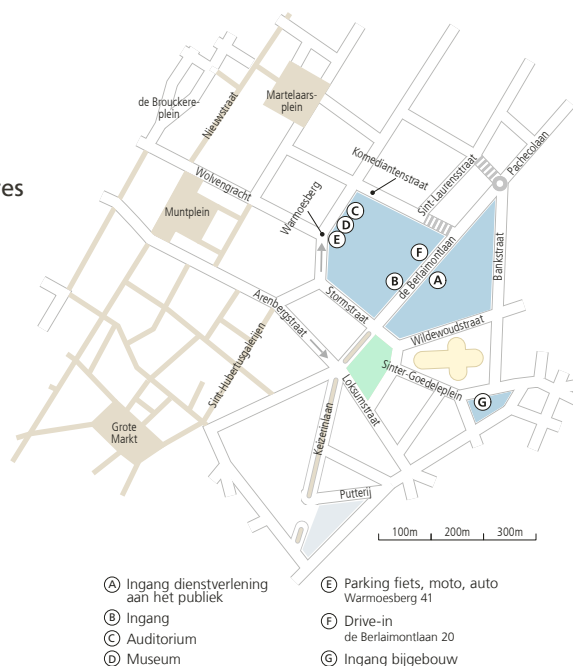 es
de Brouckere-
plein
Nieuwstraat
Martelaars-
plein
Wolvengracht
Muntplein
Warmoesberg
Komediantenstraat
Sint-Laurensstraat
Pachecolaan
C
D
E
F
B
A
de Berlaimontlaan
Bankstraat
Stormstraat
Arenbergstraat
Sint-Hubertusgalerijen
Wildewoudstraat
Sinter-Goedeleplein
G
Loksumstraat
Keizerinlaan
Grote
Markt
Putterij
100m 200m 300m
A Ingang dienstverlening
aan het publiek
B Ingang
C Auditorium
D Museum
E Parking fiets, moto, auto
Warmoesberg 41
F Drive-in
de Berlaimontlaan 20
G Ingang bijgebouw